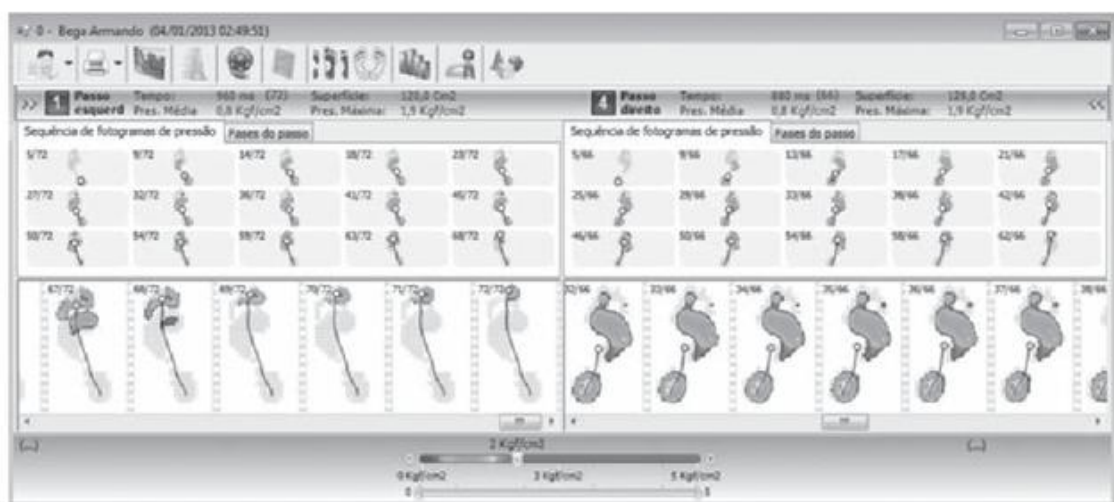 0 - Bega Armando (04/01/2013 02:49:51)
>> 1 Passo esquerd Tempo: 960 ms (72) Superfície: 128,0 Cm2
Pres. Média 0,8 Kgf/cm2 Pres. Máxima: 1,9 Kgf/cm2
4 Passo direito Tempo: 880 ms (66) Superfície: 128,0 Cm2 <<
Pres. Média 0,8 Kgf/cm2 Pres. Máxima: 1,9 Kgf/cm2
Sequência de fotogramas de pressão Fases do passo
5/72 9/72 14/72 18/72 23/72
27/72 32/72 36/72 41/72 45/72
50/72 54/72 59/72 63/72 68/72
67/72 68/72 69/72 70/72 71/72 72/72
Sequência de fotogramas de pressão Fases do passo
5/66 9/66 13/66 17/66 21/66
25/66 29/66 33/66 38/66 42/66
46/66 50/66 54/66 58/66 62/66
32/66 33/66 34/66 35/66 36/66 37/66 38/66
(...) 2 Kgf/cm2 (...)
0 Kgf/cm2 3 Kgf/cm2 5 Kgf/cm2